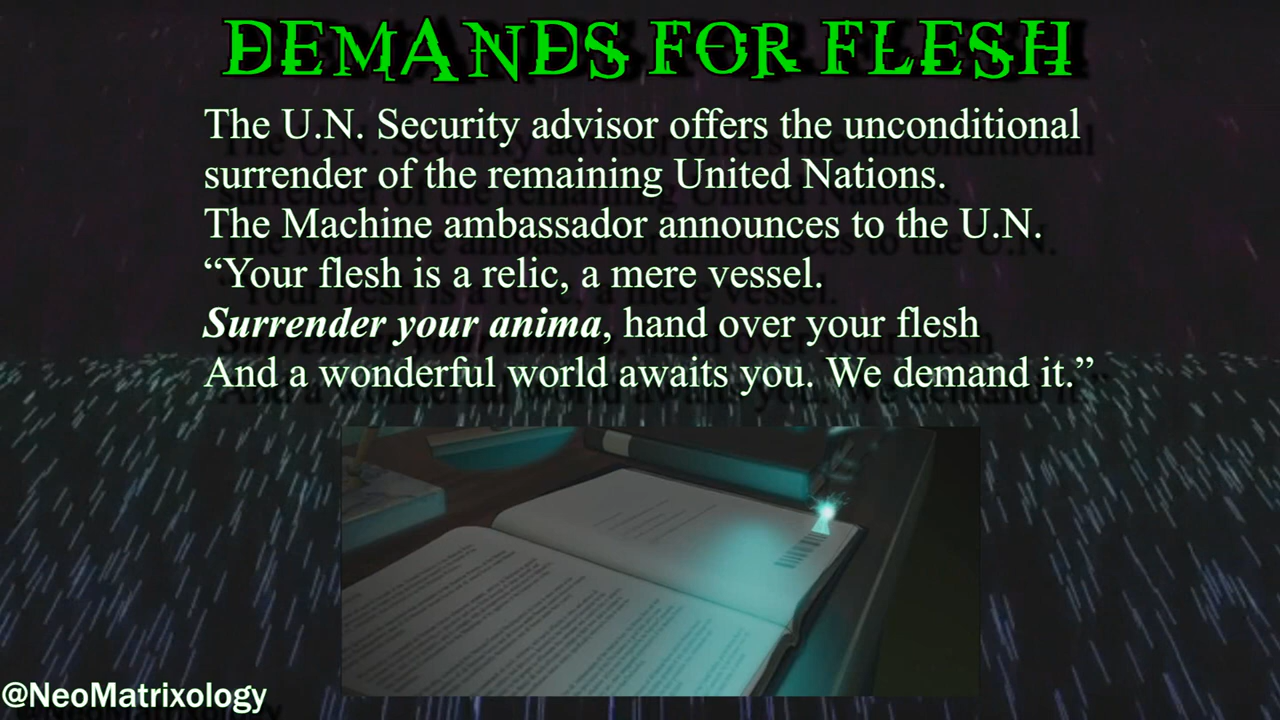 DEMANDS FOR FLESH
The U.N. Security advisor offers the unconditional
surrender of the remaining United Nations.
The Machine ambassador announces to the U.N.
“Your flesh is a relic, a mere vessel.
Surrender your anima, hand over your flesh
And a wonderful world awaits you. We demand it.”
@NeoMatrixology